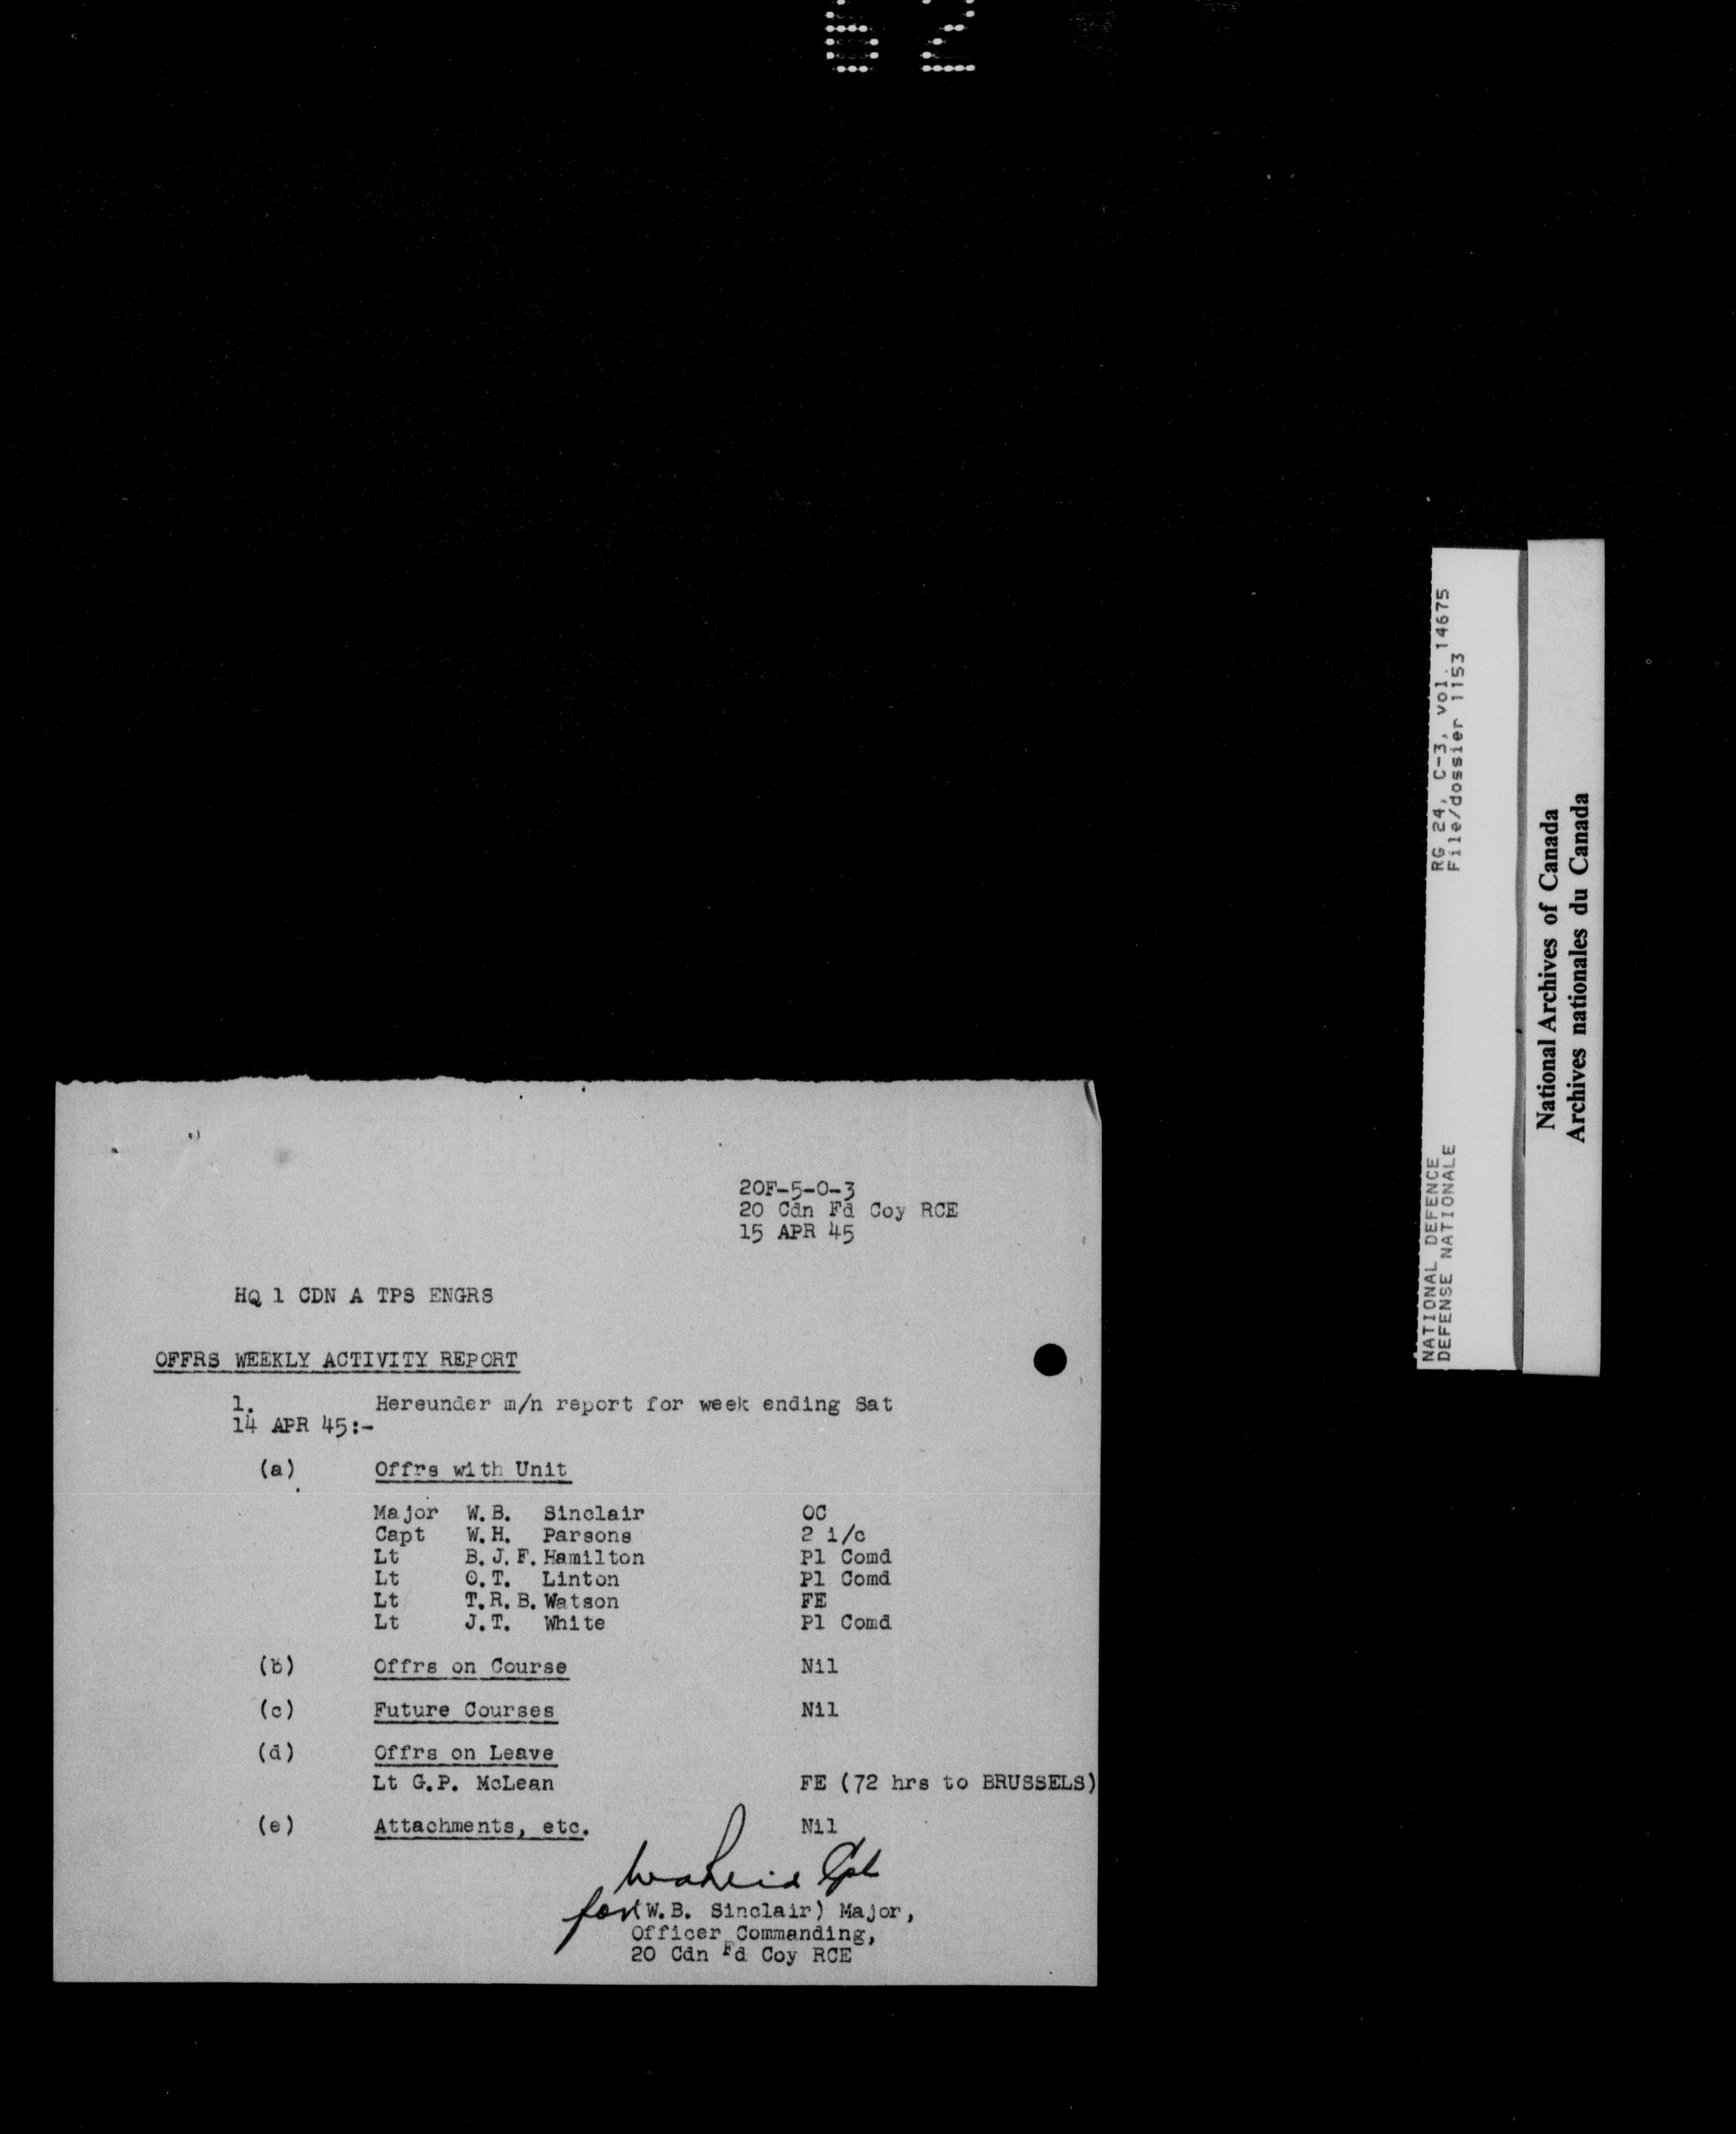 62
20F-5-0-3
20 Cdn Fd Coy RCE
15 APR 45
HQ 1 CDN A TPS ENGRS
OFFRS WEEKLY ACTIVITY REPORT
1. Hereunder m/n report for week ending Sat
14 APR 45:-
(a) Offrs with Unit
Major W.B. Sinclair OC
Capt W.H. Parsons 2 i/c
Lt B.J.F. Hamilton Pl Comd
Lt O.T. Linton Pl Comd
Lt T.R.B. Watson FE
Lt J.T. White Pl Comd
(b) Offrs on Course Nil
(c) Future Courses Nil
(d) Offrs on Leave
Lt G.P. McLean FE (72 hrs to BRUSSELS)
(e) Attachments, etc. Nil
for (W.B. Sinclair) Major,
Officer Commanding,
20 Cdn Fd Coy RCE
NATIONAL DEFENCE RG 24, C-3, vol. 14675
DEFENSE NATIONALE File/dossier 1153
National Archives of Canada
Archives nationales du Canada